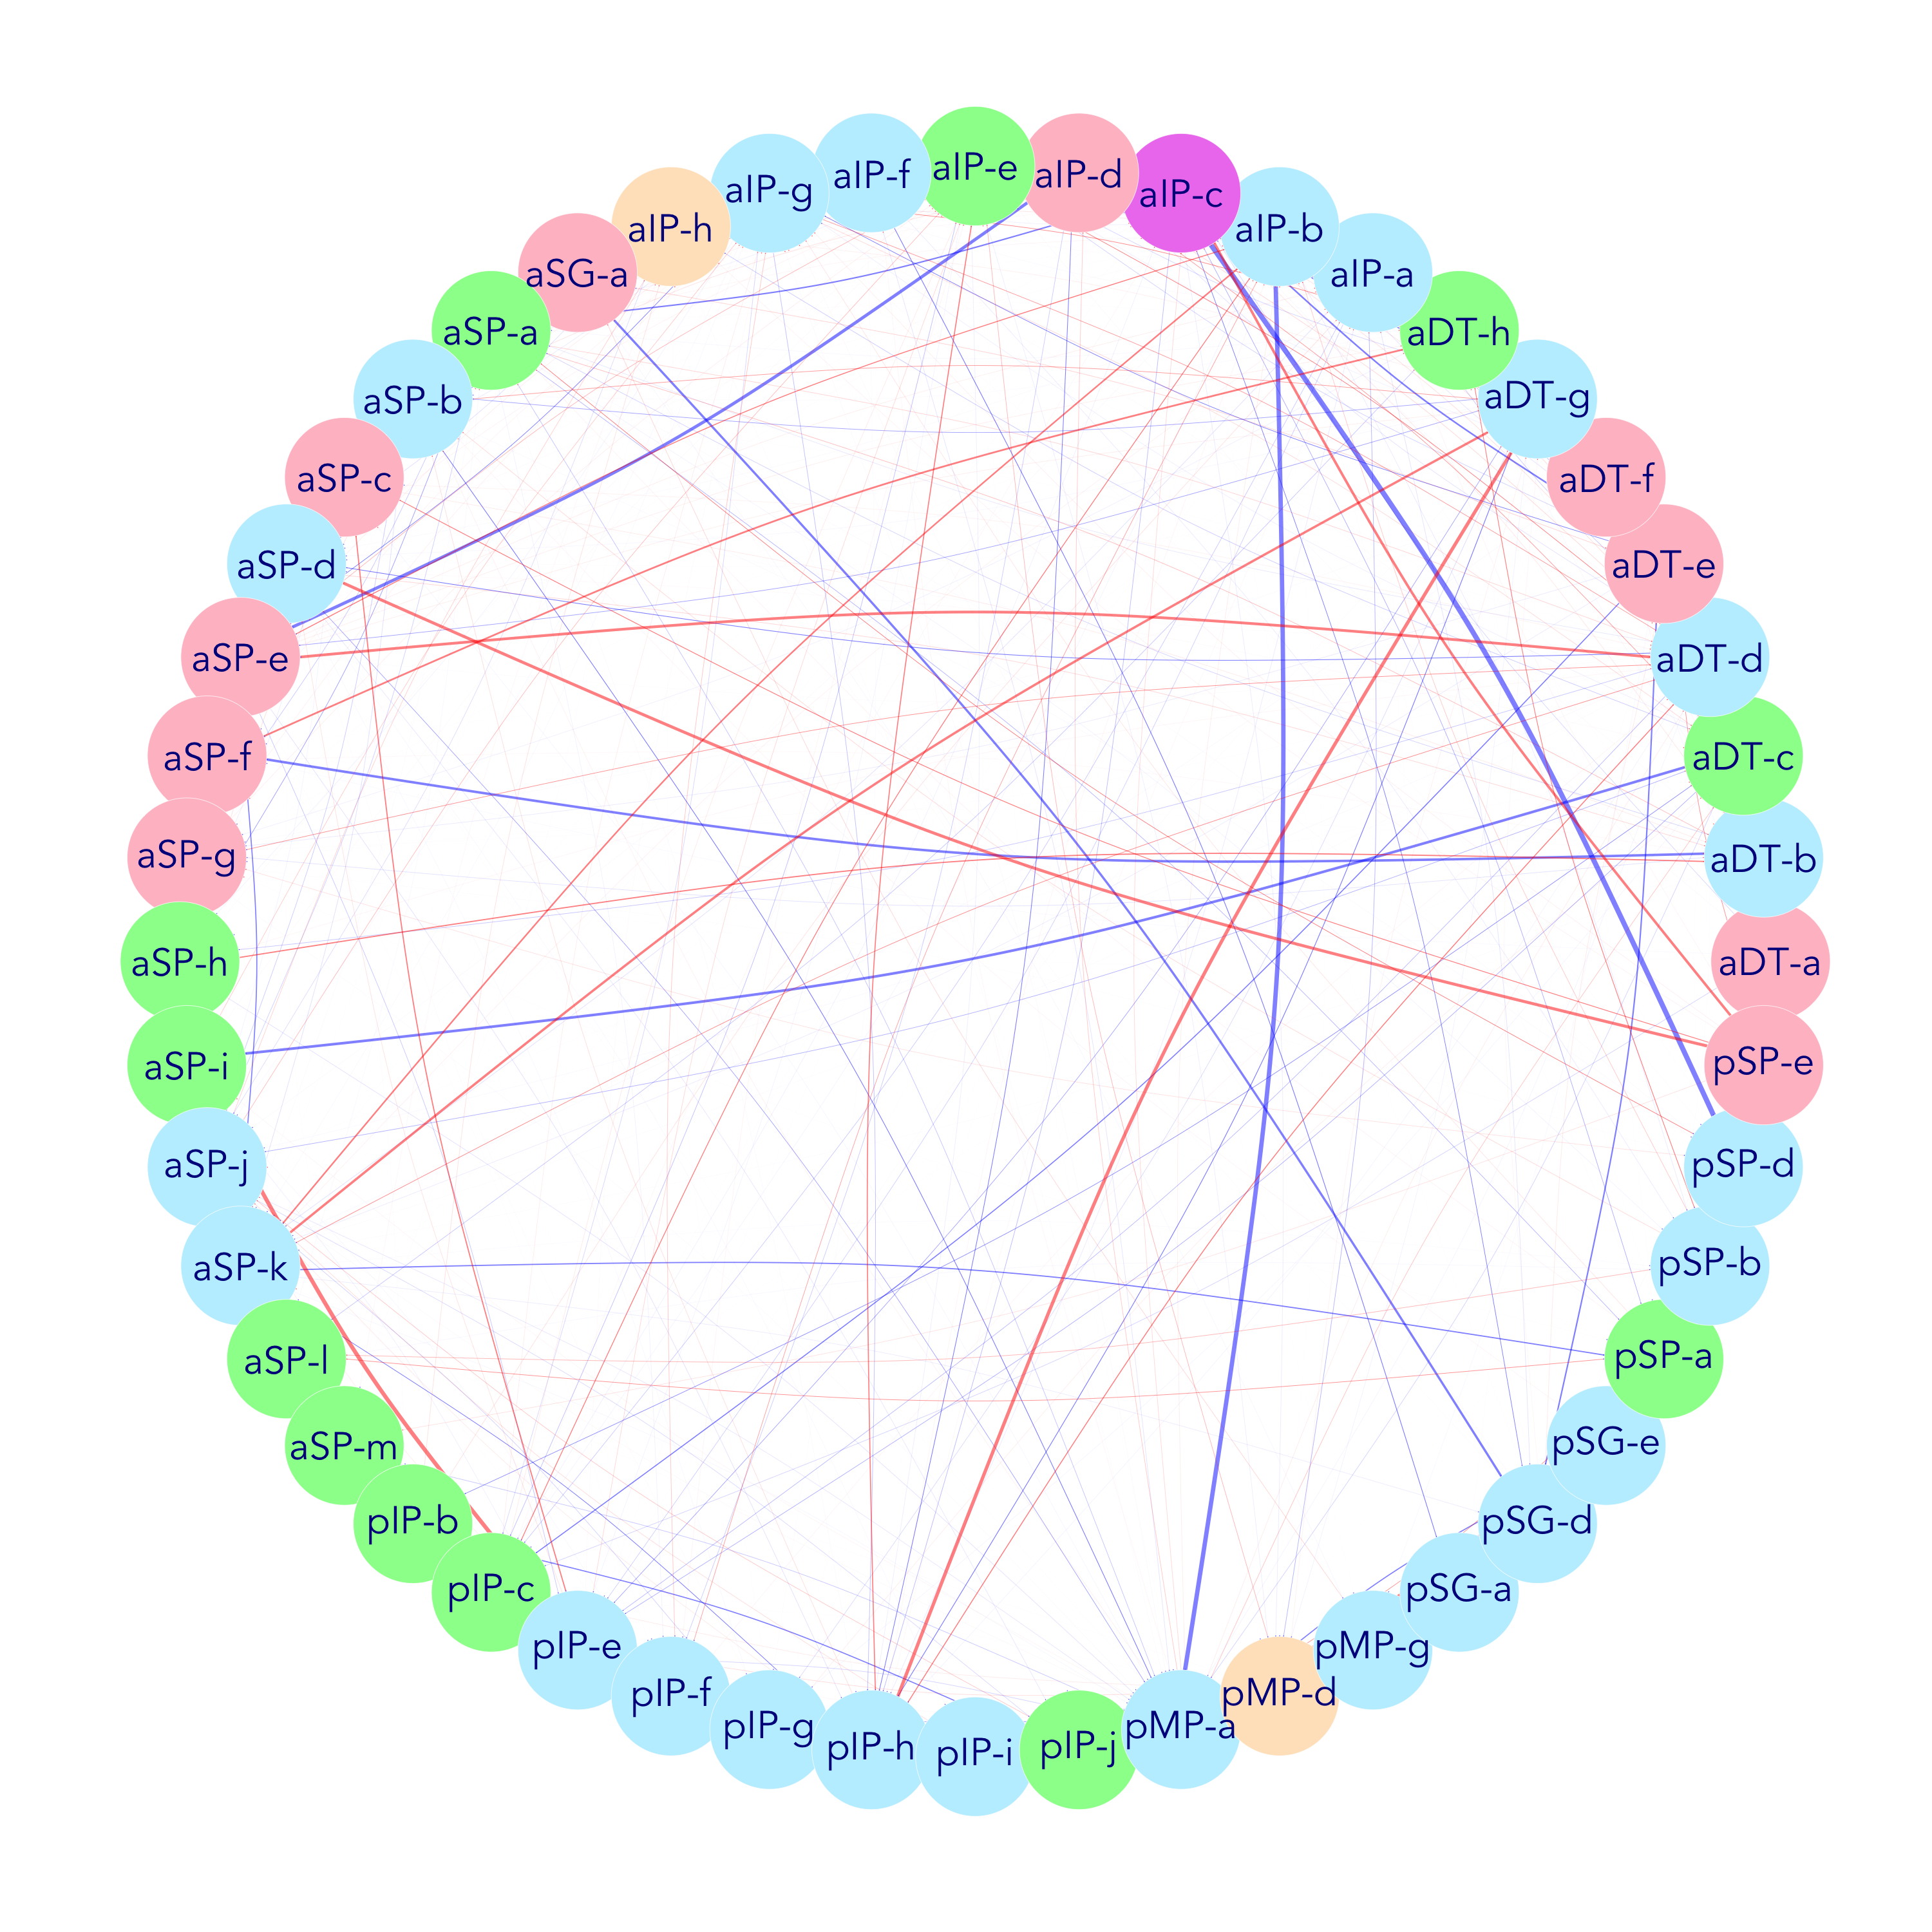 aIP-e
aIP-d
aIP-c
aIP-b
aIP-a
aDT-h
aDT-g
aDT-f
aDT-e
aDT-d
aDT-c
aDT-b
aDT-a
pSP-e
pSP-d
pSP-b
pSP-a
pSG-e
pSG-d
pSG-a
pMP-g
pMP-d
pMP-a
pIP-j
pIP-i
pIP-h
pIP-g
pIP-f
pIP-e
pIP-c
pIP-b
aSP-m
aSP-l
aSP-k
aSP-j
aSP-i
aSP-h
aSP-g
aSP-f
aSP-e
aSP-d
aSP-c
aSP-b
aSP-a
aSG-a
aIP-h
aIP-g
aIP-f